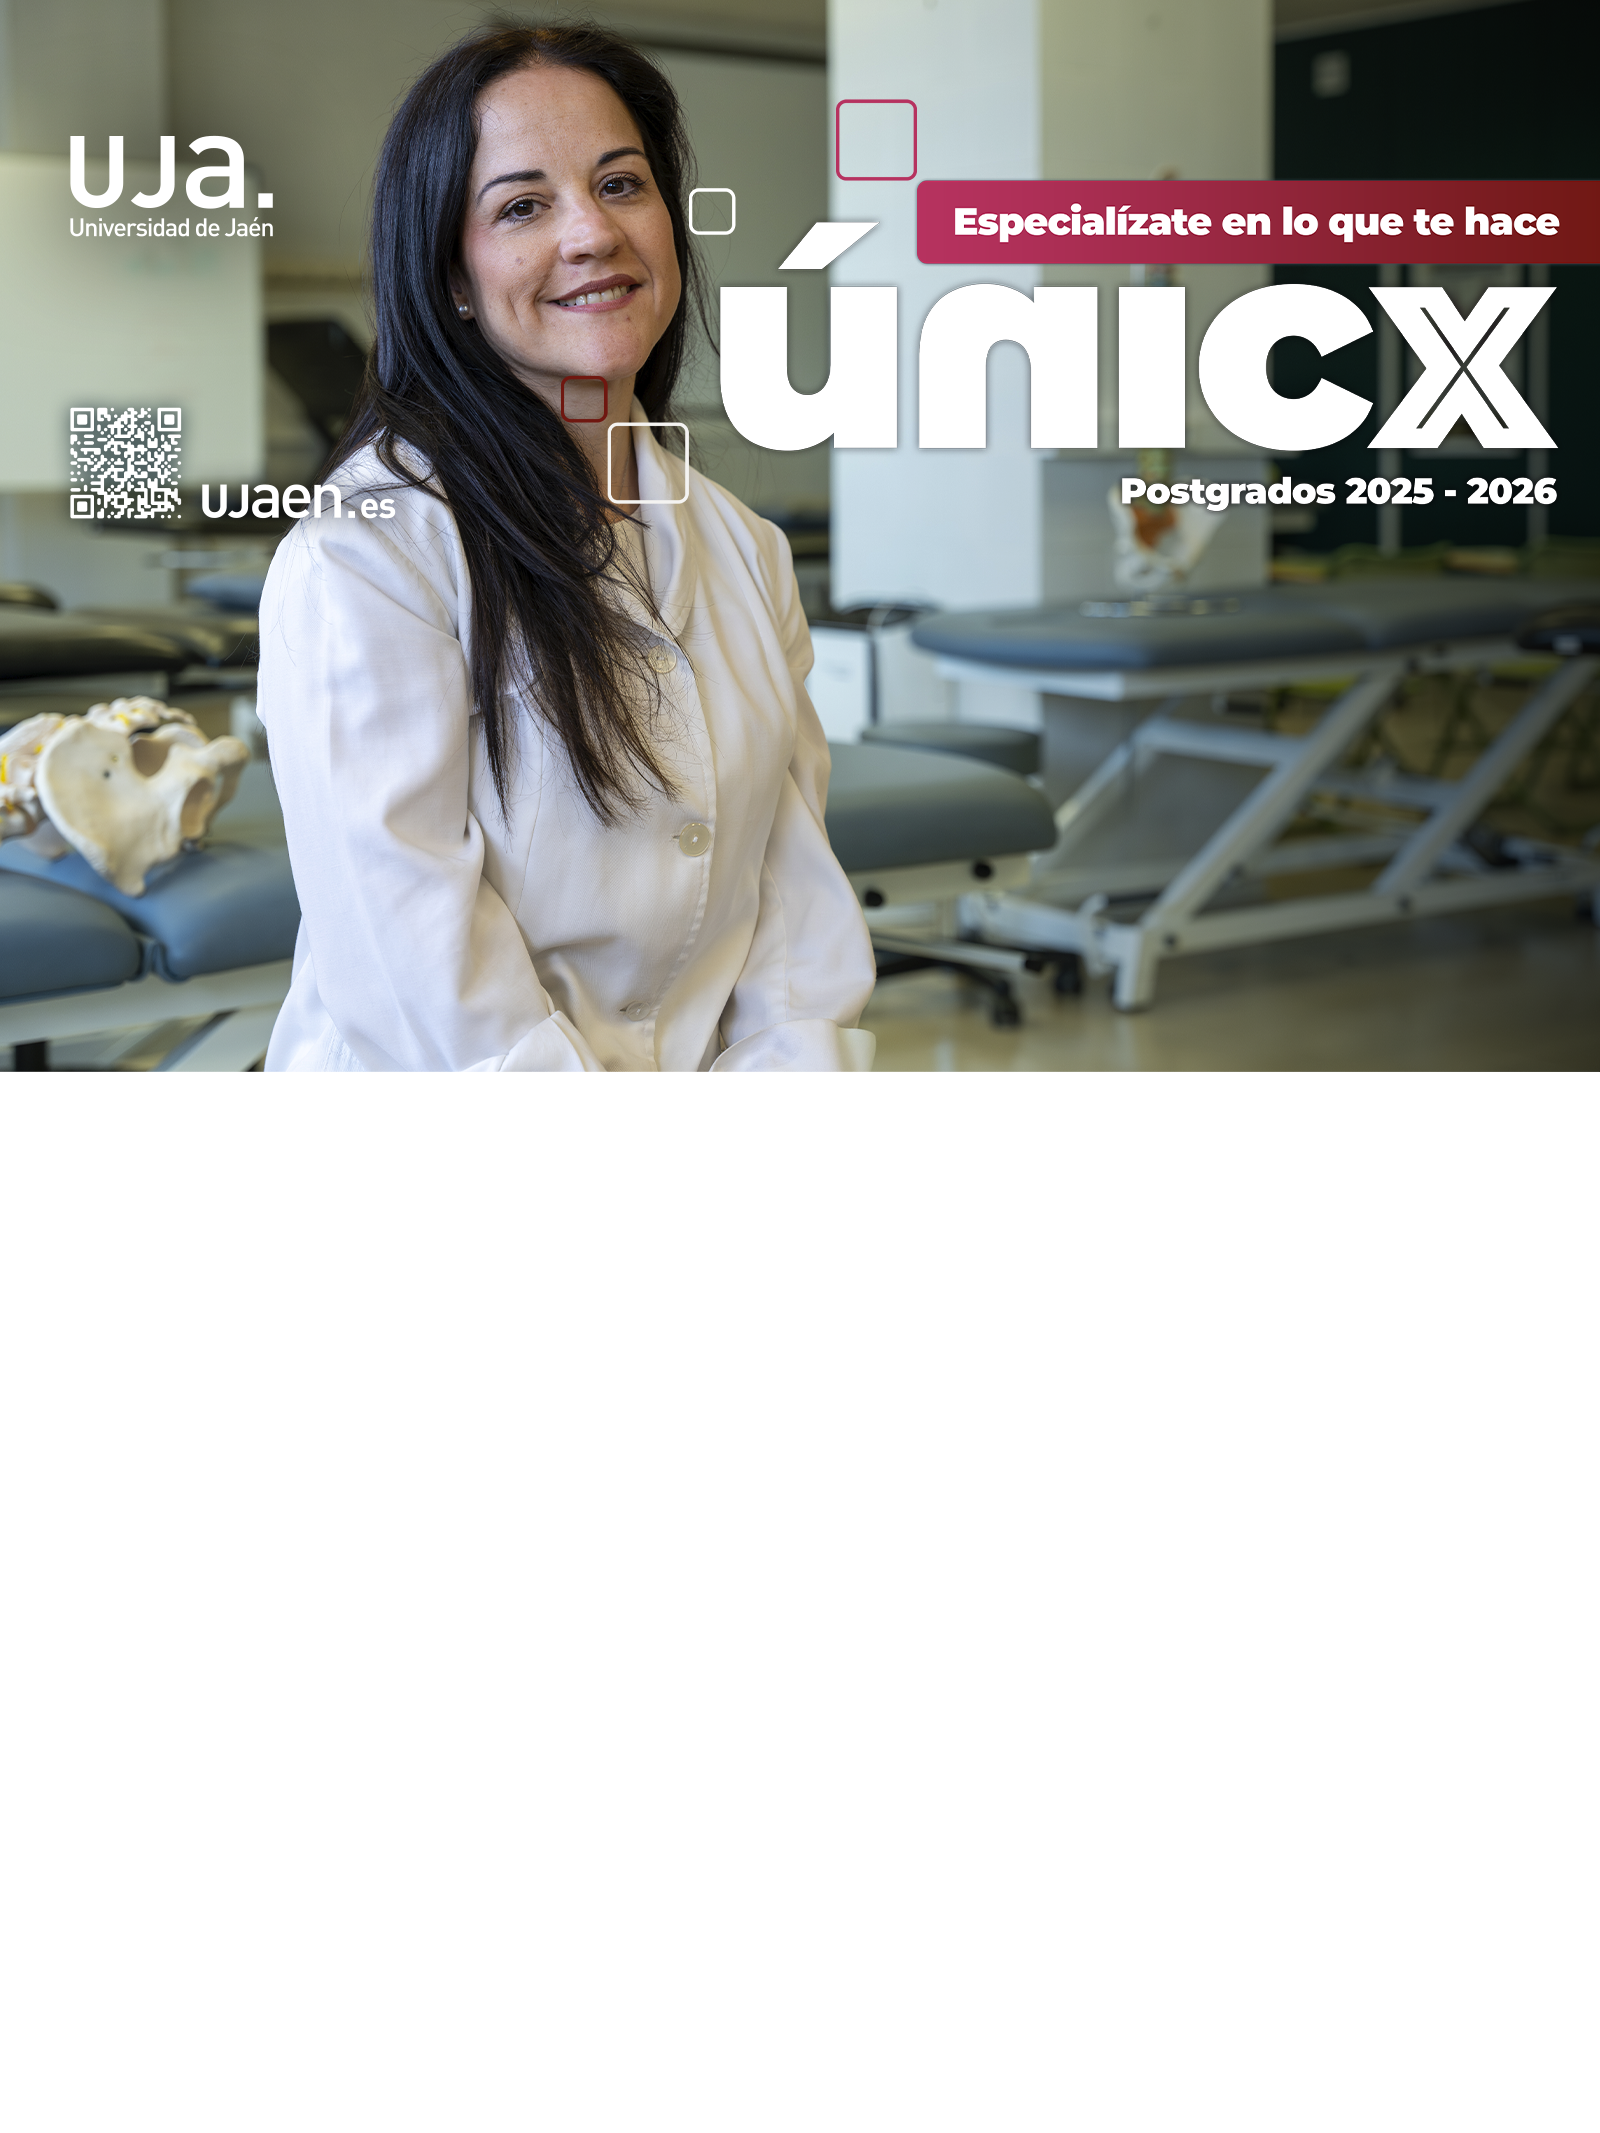 uja.
Universidad de Jaén
Especialízate en lo que te hace
únicx
Postgrados 2025 - 2026
ujaen.es